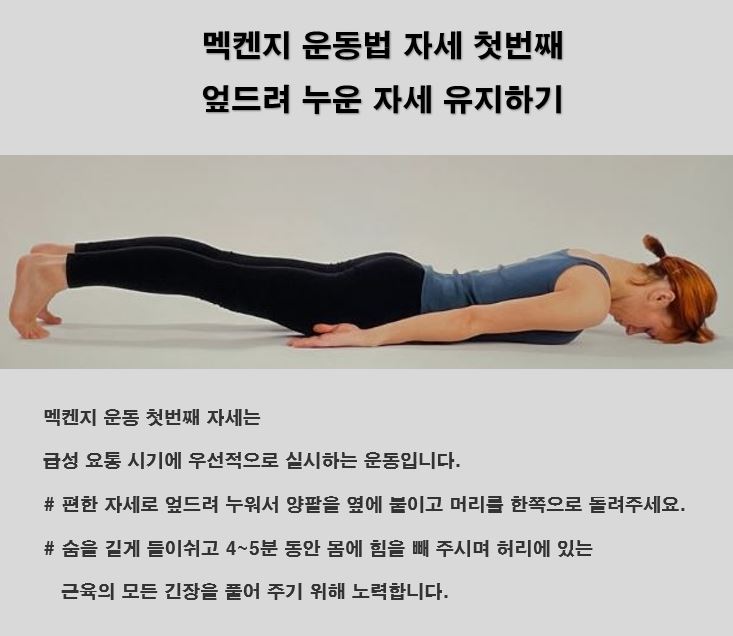 멕켄지 운동법 자세 첫번째
엎드려 누운 자세 유지하기
멕켄지 운동 첫번째 자세는
급성 요통 시기에 우선적으로 실시하는 운동입니다.
# 편한 자세로 엎드려 누워서 양팔을 옆에 붙이고 머리를 한쪽으로 돌려주세요.
# 숨을 길게 들이쉬고 4~5분 동안 몸에 힘을 빼 주시며 허리에 있는
근육의 모든 긴장을 풀어 주기 위해 노력합니다.